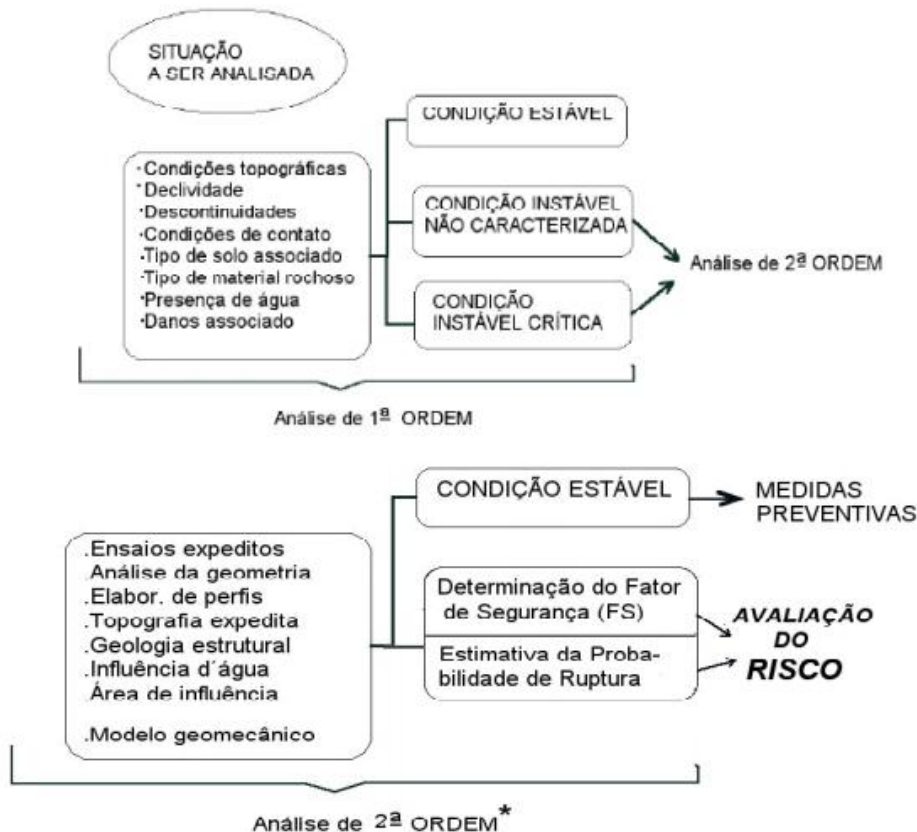 SITUAÇÃO
A SER ANALISADA
CONDIÇÃO ESTÁVEL
·Condições topográficas
·Declividade
·Descontinuidades
·Condições de contato
·Tipo de solo associado
·Tipo de material rochoso
·Presença de água
·Danos associado
CONDIÇÃO INSTÁVEL
NÃO CARACTERIZADA
CONDIÇÃO
INSTÁVEL CRÍTICA
Análise de 2ª ORDEM
Análise de 1ª ORDEM
CONDIÇÃO ESTÁVEL
MEDIDAS
PREVENTIVAS
.Ensaios expeditos
.Análise da geometria
.Elabor. de perfis
.Topografia expedita
.Geologia estrutural
.Influência d´água
.Área de influência
.Modelo geomecânico
Determinação do Fator
de Segurança (FS)
Estimativa da Proba-
bilidade de Ruptura
AVALIAÇÃO
DO
RISCO
Análise de 2ª ORDEM*